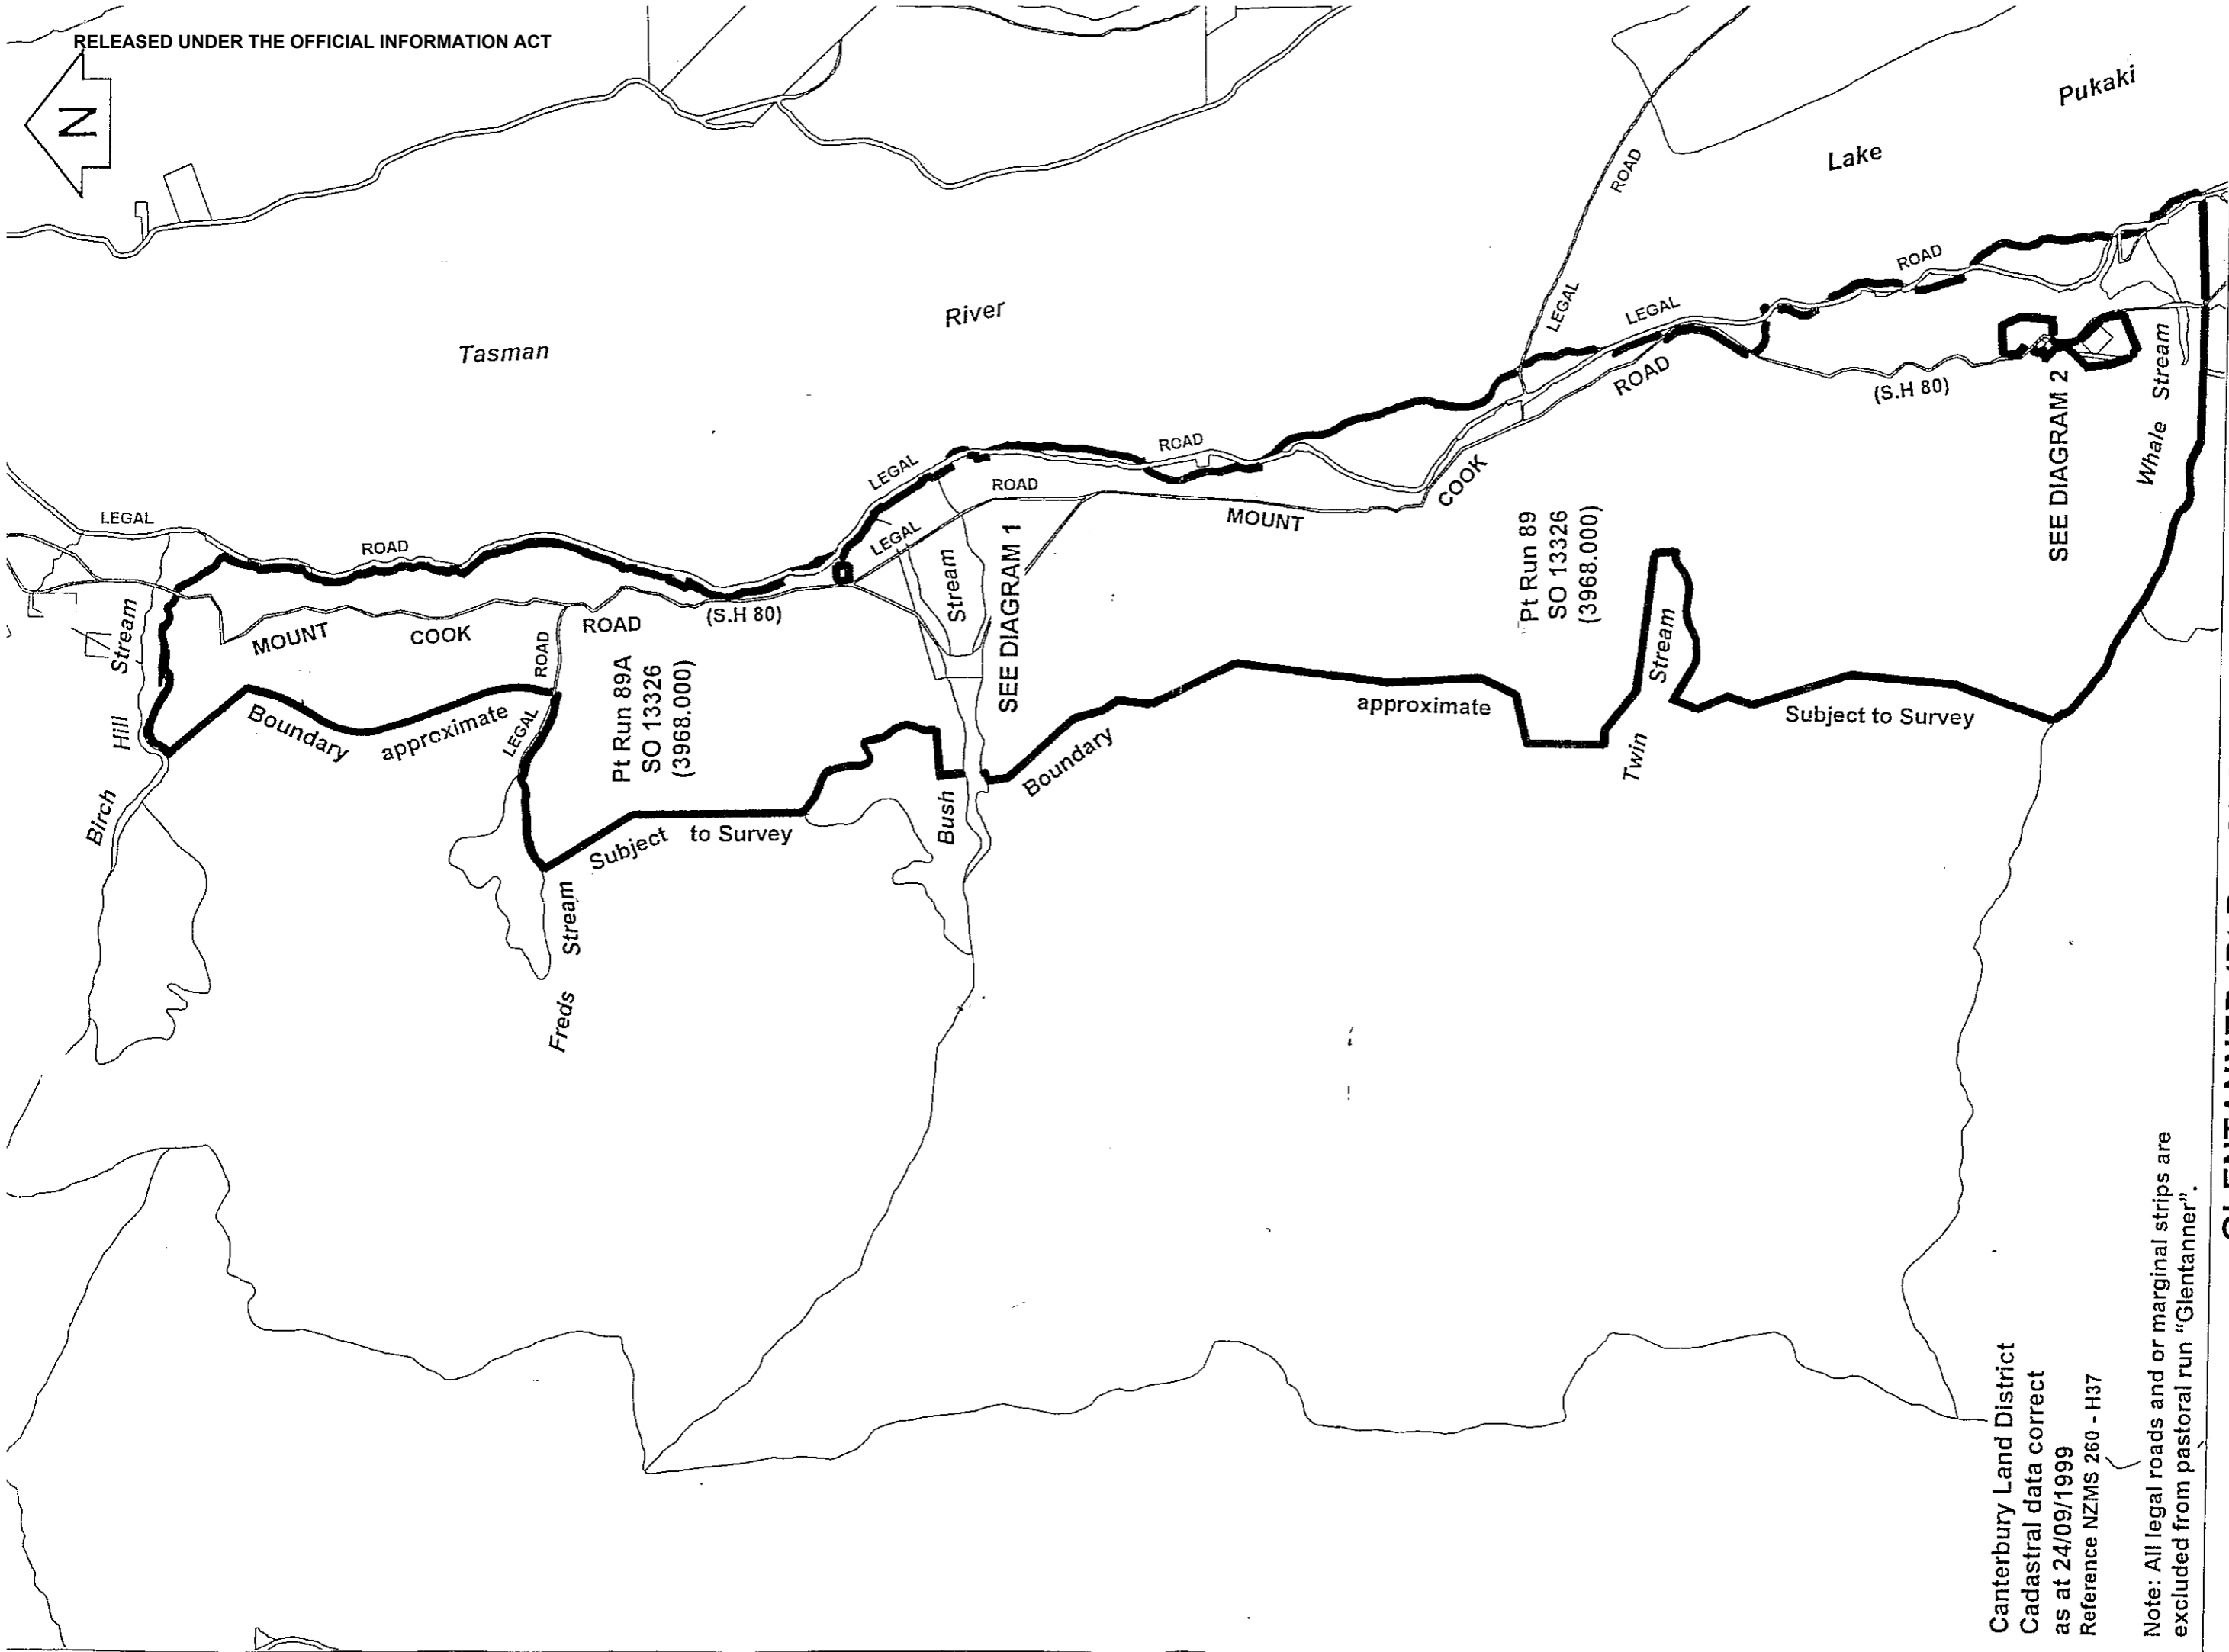 RELEASED UNDER THE OFFICIAL INFORMATION ACT
N
Pukaki
Lake
Tasman
River
ROAD
LEGAL
LEGAL
ROAD
ROAD
(S.H 80)
SEE DIAGRAM 2
Whale Stream
LEGAL
ROAD
ROAD
LEGAL
ROAD
LEGAL
MOUNT
COOK
LEGAL
ROAD
MOUNT
COOK
ROAD
(S.H 80)
ROAD
LEGAL
Stream
SEE DIAGRAM 1
Pt Run 89
SO 13326
(3968.000)
Pt Run 89A
SO 13326
(3968.000)
Birch Hill Stream
Boundary approximate
Subject to Survey
Bush
Boundary approximate
Twin Stream
Subject to Survey
Freds Stream
Canterbury Land District
Cadastral data correct
as at 24/09/1999
Reference NZMS 260 - H37
Note: All legal roads and or marginal strips are
excluded from pastoral run "Glentanner".